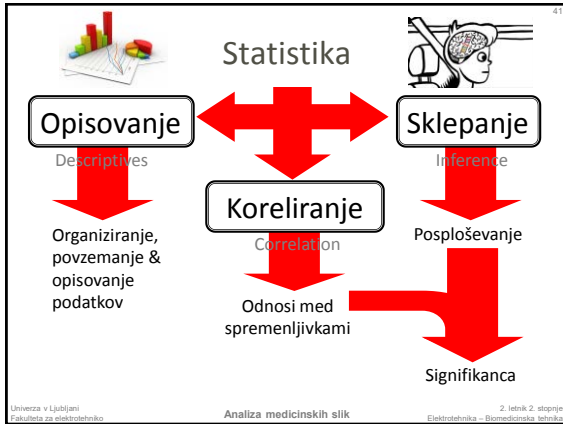 41
Statistika
Opisovanje
Descriptives
Sklepanje
Inference
Koreliranje
Correlation
Organiziranje,
povzemanje &
opisovanje
podatkov
Posploševanje
Odnosi med
spremenljivkami
Signifikanca
Univerza v Ljubljani
Fakulteta za elektrotehniko
Analiza medicinskih slik
2. letnik 2. stopnje
Elektrotehnika – Biomedicinska tehnika